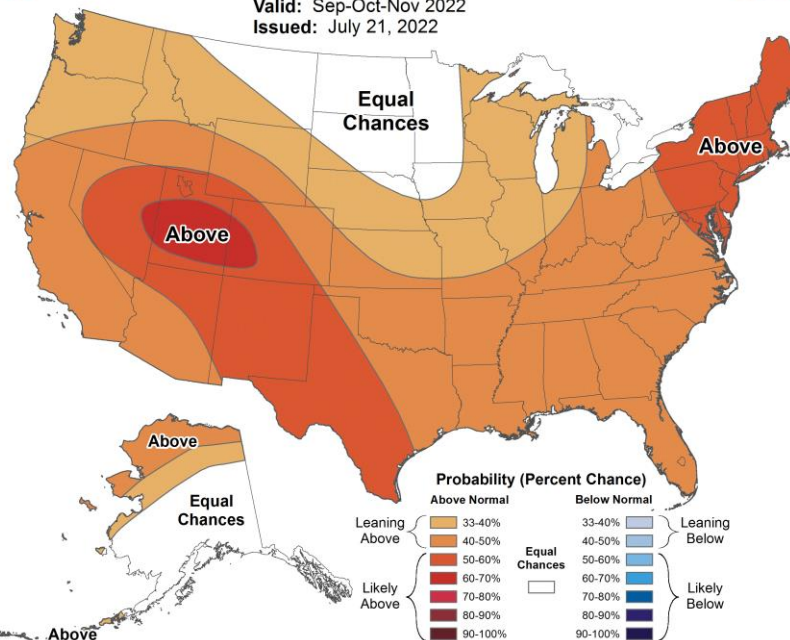 Valid: Sep-Oct-Nov 2022
Issued: July 21, 2022
Equal
Chances
Above
Above
Above
Equal
Chances
Above
Probability (Percent Chance)
Above Normal
Below Normal
Leaning
Above
33-40%
40-50%
Likely
Above
50-60%
60-70%
70-80%
80-90%
90-100%
Equal
Chances
33-40%
40-50%
Leaning
Below
50-60%
60-70%
70-80%
80-90%
90-100%
Likely
Below